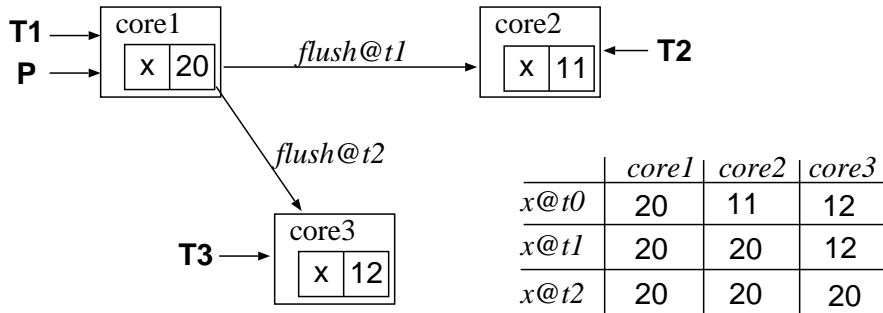 T1
P
core1
x 20
flush@t1
core2
x 11
T2
flush@t2
T3
core3
x 12
core1 core2 core3
x@t0 20 11 12
x@t1 20 20 12
x@t2 20 20 20